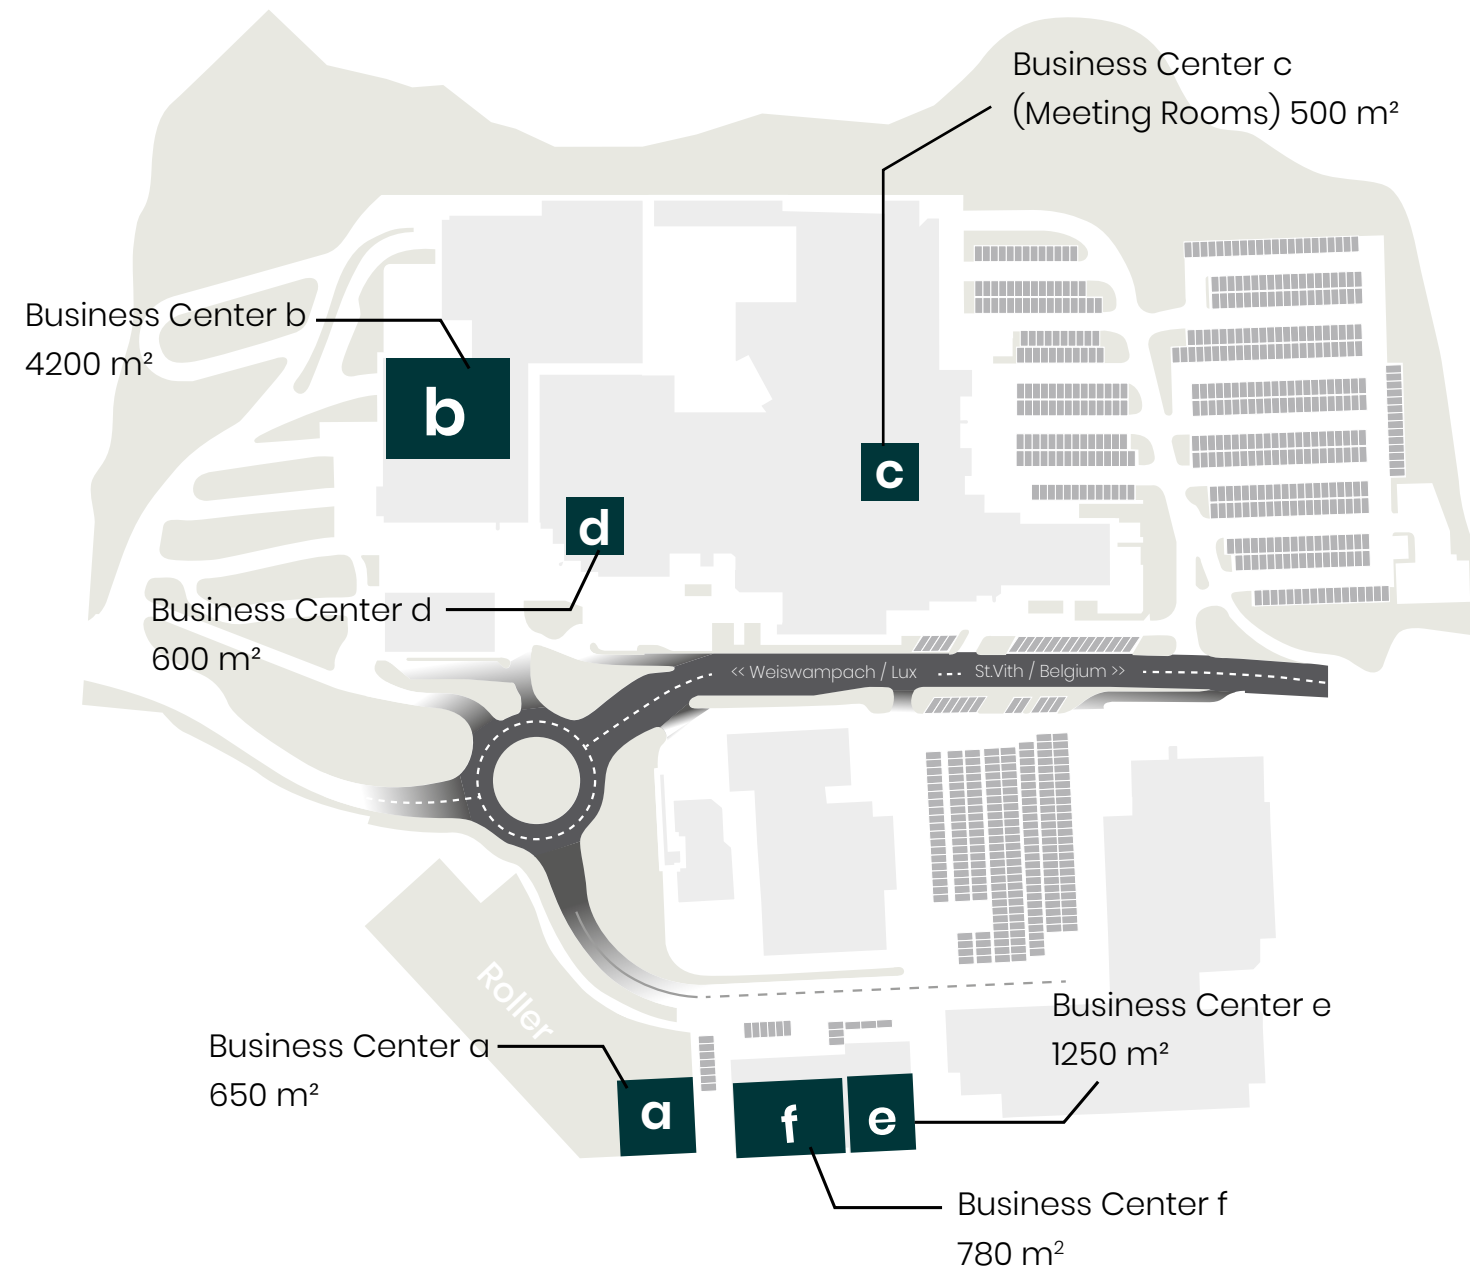 Business Center c
(Meeting Rooms) 500 m²
Business Center b
4200 m²
b
c
d
Business Center d
600 m²
<< Weiswampach / Lux
St.Vith / Belgium >>
Roller
Business Center e
1250 m²
Business Center a
650 m²
a
f
e
Business Center f
780 m²